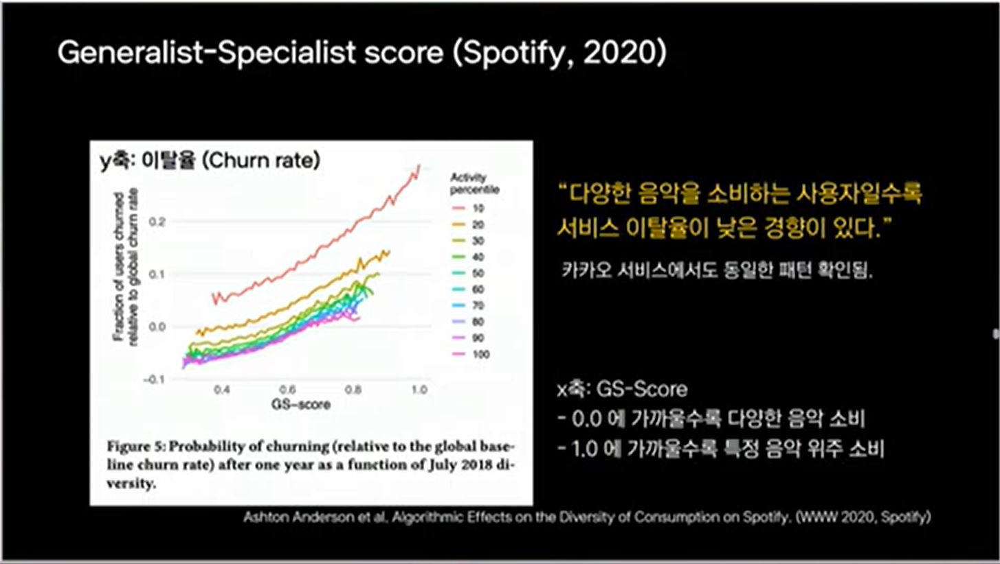 Generalist-Specialist score (Spotify, 2020)
y축: 이탈율 (Churn rate)
Fraction of users churned
relative to global churn rate
0.2
0.1
0.0
-0.1
0.4 0.6 0.8 1.0
GS-score
Activity
percentile
10
20
30
40
50
60
70
80
90
100
Figure 5: Probability of churning (relative to the global base-
line churn rate) after one year as a function of July 2018 di-
versity.
“다양한 음악을 소비하는 사용자일수록
서비스 이탈율이 낮은 경향이 있다.”
카카오 서비스에서도 동일한 패턴 확인됨.
x축: GS-Score
- 0.0 에 가까울수록 다양한 음악 소비
- 1.0 에 가까울수록 특정 음악 위주 소비
Ashton Anderson et al. Algorithmic Effects on the Diversity of Consumption on Spotify. (WWW 2020, Spotify)